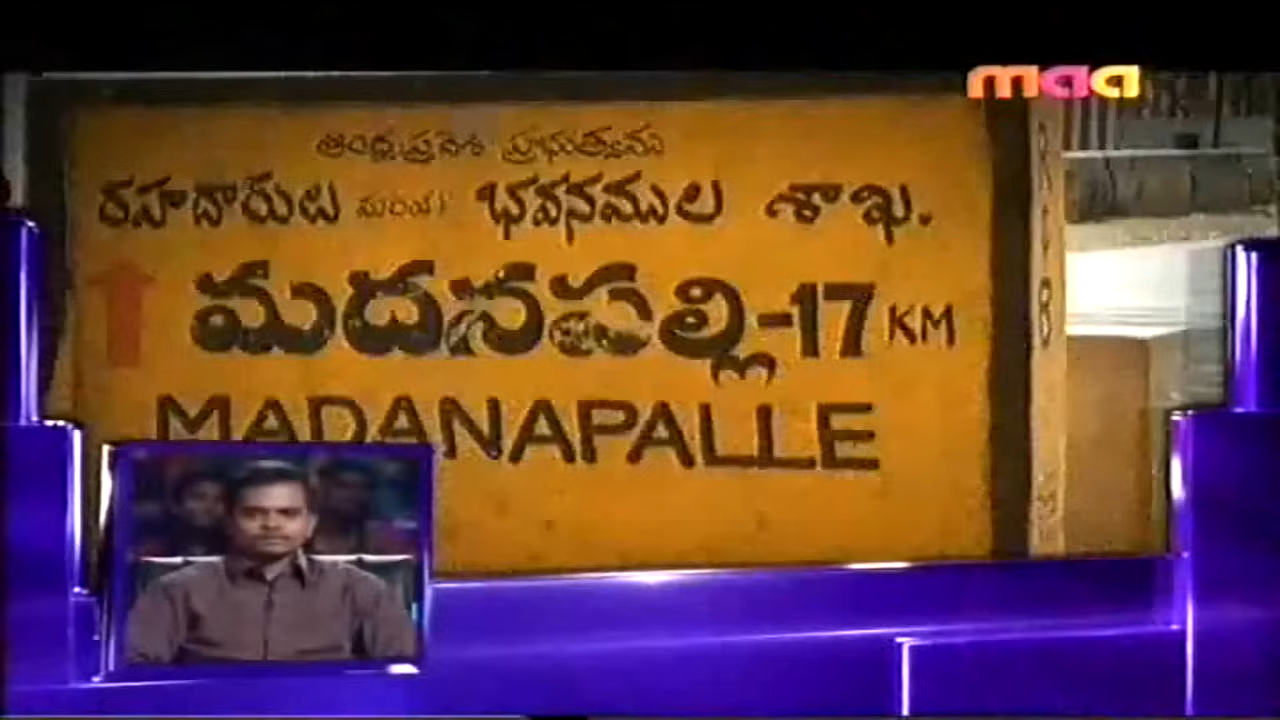 maa
ఆంధ్రప్రదేశ్ ప్రభుత్వము
రహదారులు మరియు భవనముల శాఖ.
మదనపల్లి-17 KM
MADANAPALLE